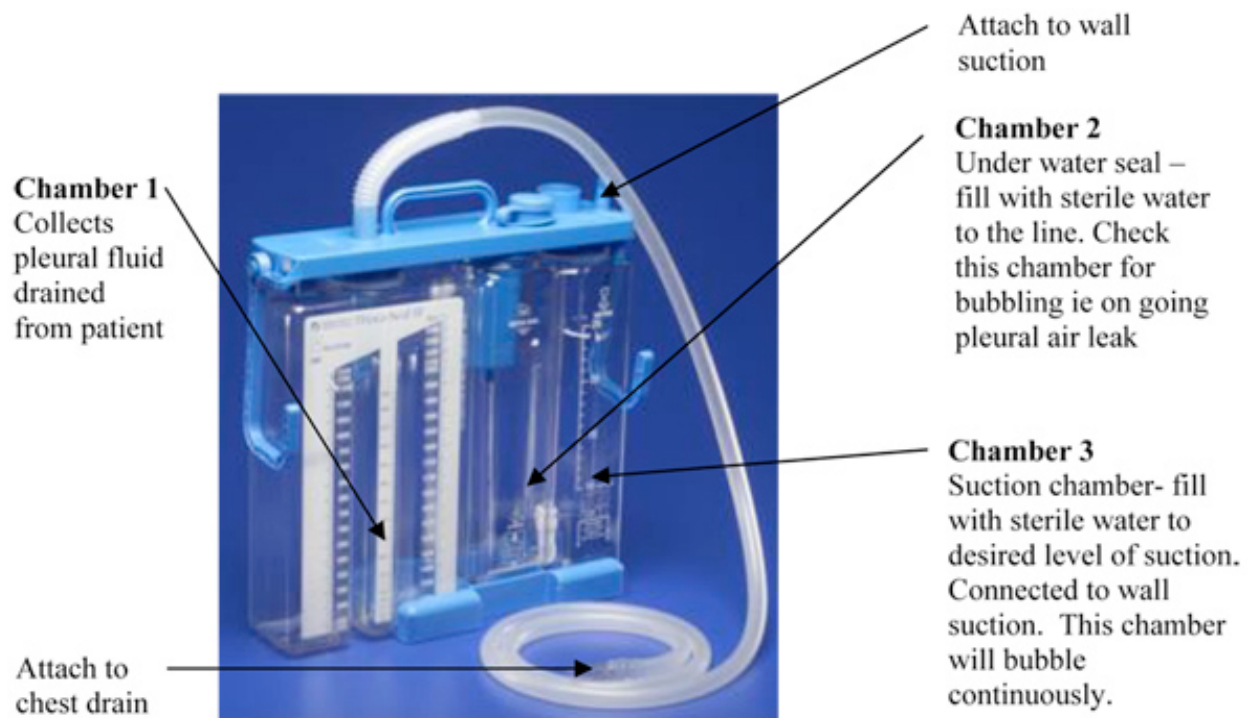 Attach to wall
suction
Chamber 1
Collects
pleural fluid
drained
from patient
Chamber 2
Under water seal –
fill with sterile water
to the line. Check
this chamber for
bubbling ie on going
pleural air leak
Chamber 3
Suction chamber- fill
with sterile water to
desired level of suction.
Connected to wall
suction.  This chamber
will bubble
continuously.
Attach to
chest drain